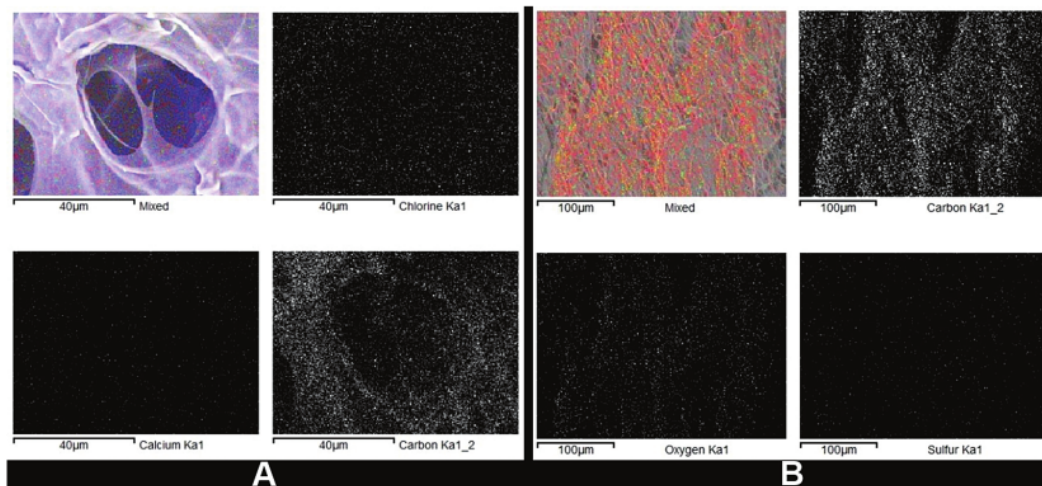 40µm Mixed
40µm Chlorine Ka1
100µm Mixed
100µm Carbon Ka1_2
40µm Calcium Ka1
40µm Carbon Ka1_2
100µm Oxygen Ka1
100µm Sulfur Ka1
A
B